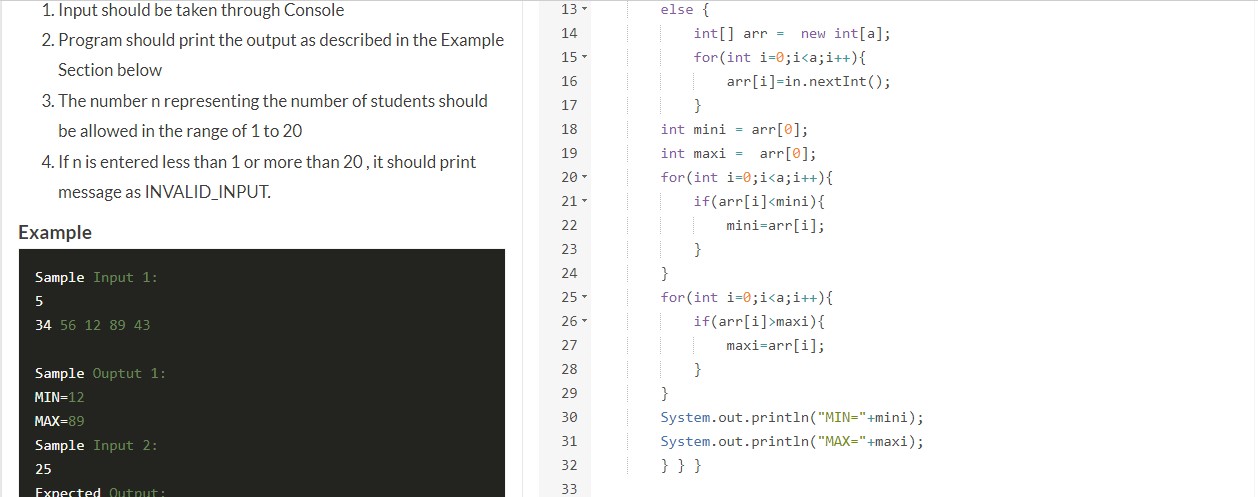 1. Input should be taken through Console
2. Program should print the output as described in the Example
Section below
3. The number n representing the number of students should
be allowed in the range of 1 to 20
4. If n is entered less than 1 or more than 20 , it should print
message as INVALID_INPUT.
Example
Sample Input 1:
5
34 56 12 89 43
Sample Ouptut 1:
MIN=12
MAX=89
Sample Input 2:
25
Expected Output:
13 else {
14 int[] arr = new int[a];
15 for(int i=0;i<a;i++){
16 arr[i]=in.nextInt();
17 }
18 int mini = arr[0];
19 int maxi = arr[0];
20 for(int i=0;i<a;i++){
21 if(arr[i]<mini){
22 mini=arr[i];
23 }
24 }
25 for(int i=0;i<a;i++){
26 if(arr[i]>maxi){
27 maxi=arr[i];
28 }
29 }
30 System.out.println("MIN="+mini);
31 System.out.println("MAX="+maxi);
32 } } }
33